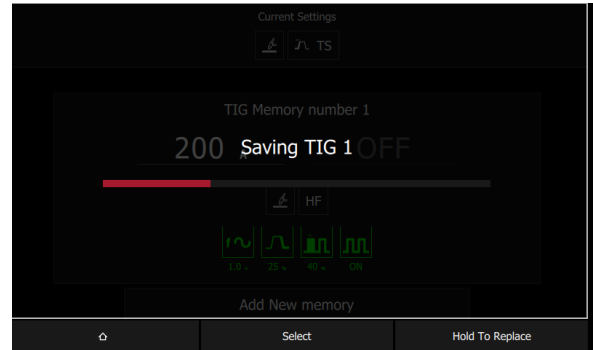 Current Settings
TS
TIG Memory number 1
200 A OFF
Saving TIG 1
HF
1.0 25 % 40 % ON
Add New memory
Select Hold To Replace